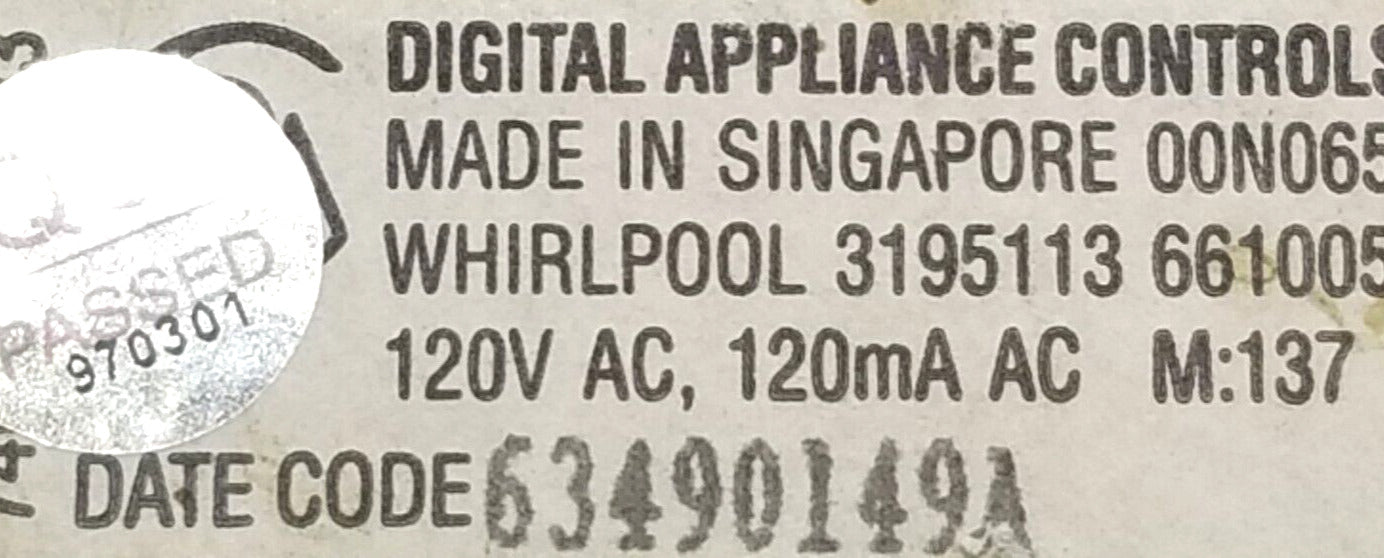 DIGITAL APPLIANCE CONTROLS
MADE IN SINGAPORE 00N065
WHIRLPOOL 3195113 661005
120V AC, 120mA AC M:137
DATE CODE 63490149A
PASSED
970301